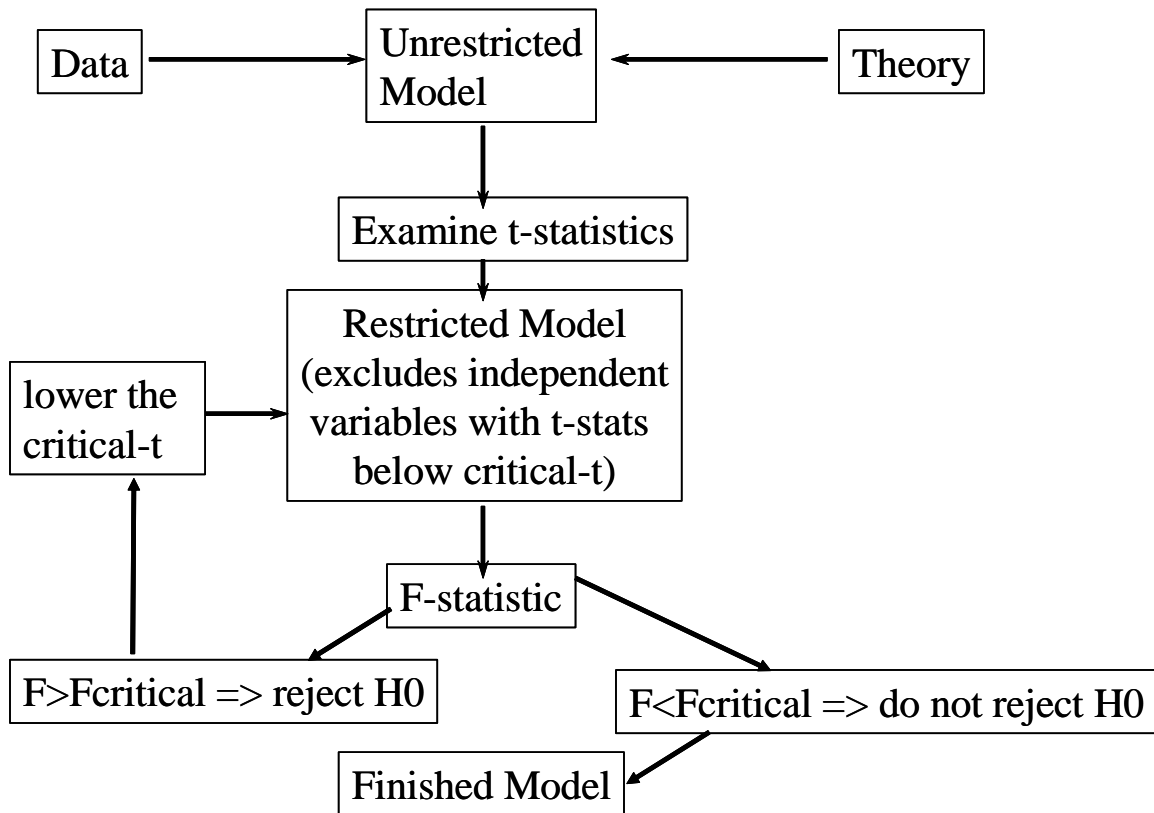 Data
Unrestricted
Model
Theory
Examine t-statistics
Restricted Model
(excludes independent
variables with t-stats
below critical-t)
lower the
critical-t
F-statistic
F>Fcritical => reject H0
F<Fcritical => do not reject H0
Finished Model